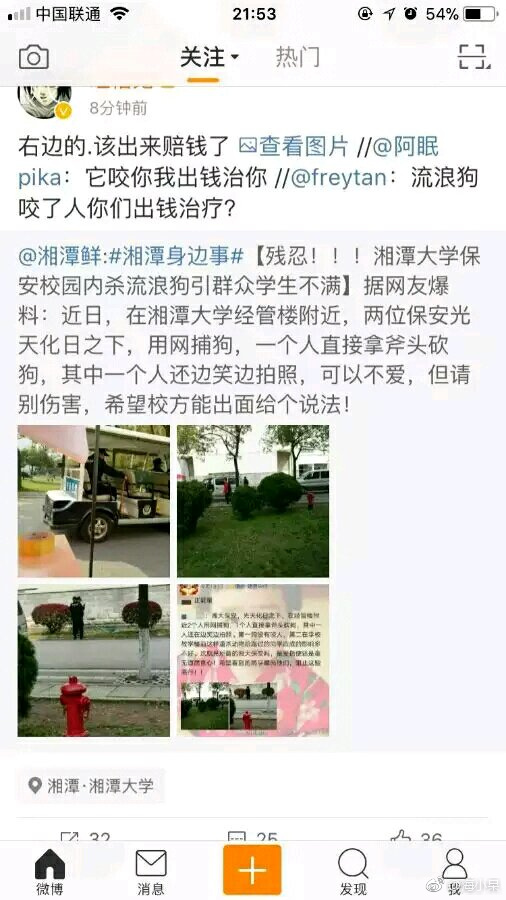 中国联通
21:53
54%
关注
热门
8分钟前
右边的.该出来赔钱了 查看图片 //@阿眠
pika：它咬你我出钱治你 //@freytan：流浪狗
咬了人你们出钱治疗？
@湘潭鲜:#湘潭身边事#【残忍！！！湘潭大学保
安校园内杀流浪狗引群众学生不满】据网友爆
料：近日，在湘潭大学经管楼附近，两位保安光
天化日之下，用网捕狗，一个人直接拿斧头砍
狗，其中一个人还边笑边拍照，可以不爱，但请
别伤害，希望校方能出面给个说法！
湘潭·湘潭大学
32
25
36
微博
消息
发现
我